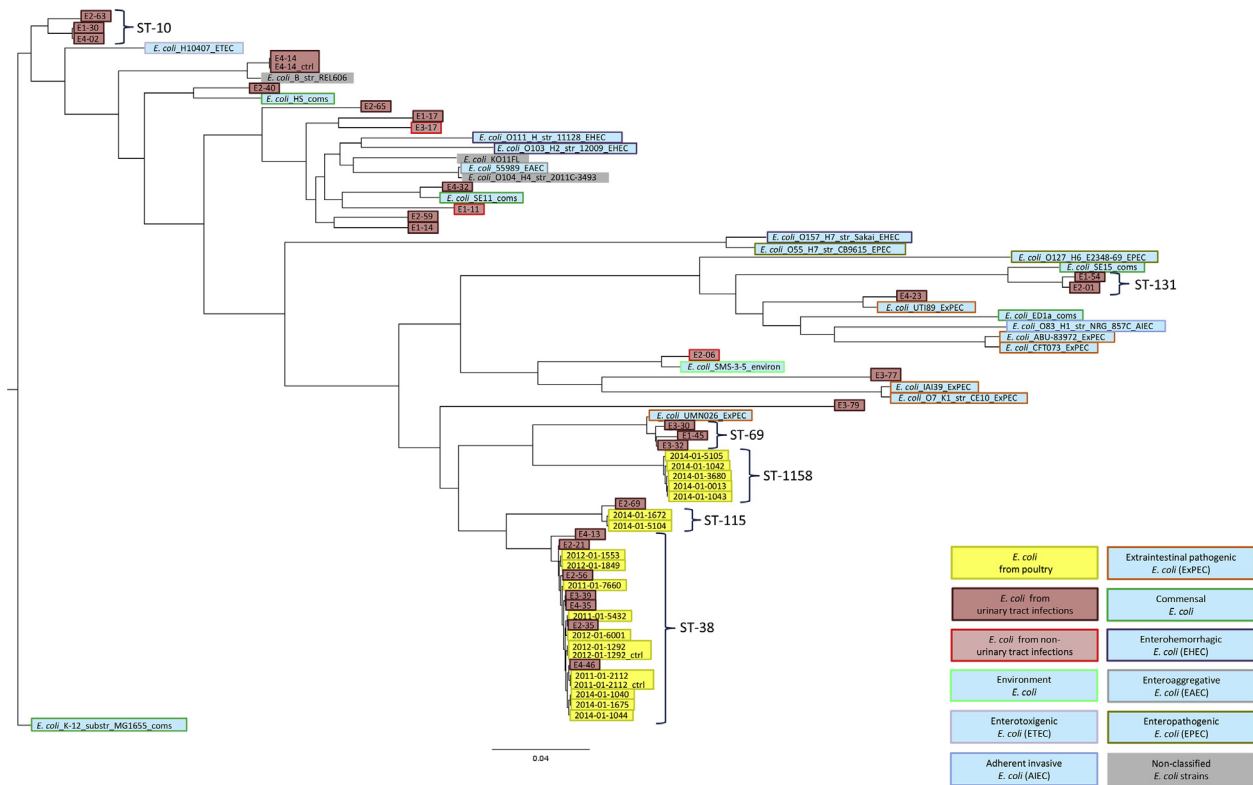 E2-63
E1-30
E4-02
ST-10
E. coli_H10407_ETEC
E4-14
E4-14_ctrl
E. coli_B_str_REL606
E2-40
E. coli_HS_coms
E2-65
E1-17
E3-17
E. coli_O111_H_str_11128_EHEC
E. coli_O103_H2_str_12009_EHEC
E. coli_KO11FL
E. coli_55989_EAEC
E. coli_O104_H4_str_2011C-3493
E4-32
E. coli_SE11_coms
E1-11
E2-59
E1-14
E. coli_O157_H7_str_Sakai_EHEC
E. coli_O55_H7_str_CB9615_EPEC
E. coli_O127_H6_E2348-69_EPEC
E. coli_SE15_coms
E1-54
E2-01
ST-131
E4-23
E. coli_UTI89_ExPEC
E. coli_ED1a_coms
E. coli_O83_H1_str_NRG_857C_AIEC
E. coli_ABU-83972_ExPEC
E. coli_CFT073_ExPEC
E2-06
E. coli_SMS-3-5_environ
E3-77
E. coli_IAI39_ExPEC
E. coli_O7_K1_str_CE10_ExPEC
E3-79
E. coli_UMN026_ExPEC
E3-30
E1-45
E3-32
ST-69
2014-01-5105
2014-01-1042
2014-01-3680
2014-01-0013
2014-01-1043
ST-1158
E2-69
2014-01-1672
2014-01-5104
ST-115
E4-13
E2-21
2012-01-1553
2012-01-1849
E2-56
2011-01-7660
E3-39
E4-35
2011-01-5432
E2-35
2012-01-6001
2012-01-1292
2012-01-1292_ctrl
E4-46
2011-01-2112
2011-01-2112_ctrl
2014-01-1040
2014-01-1675
2014-01-1044
ST-38
E. coli_K-12_substr_MG1655_coms
0.04
E. coli
from poultry
Extraintestinal pathogenic
E. coli (ExPEC)
E. coli from
urinary tract infections
Commensal
E. coli
E. coli from non-
urinary tract infections
Enterohemorrhagic
E. coli (EHEC)
Environment
E. coli
Enteroaggregative
E. coli (EAEC)
Enterotoxigenic
E. coli (ETEC)
Enteropathogenic
E. coli (EPEC)
Adherent invasive
E. coli (AIEC)
Non-classified
E. coli strains